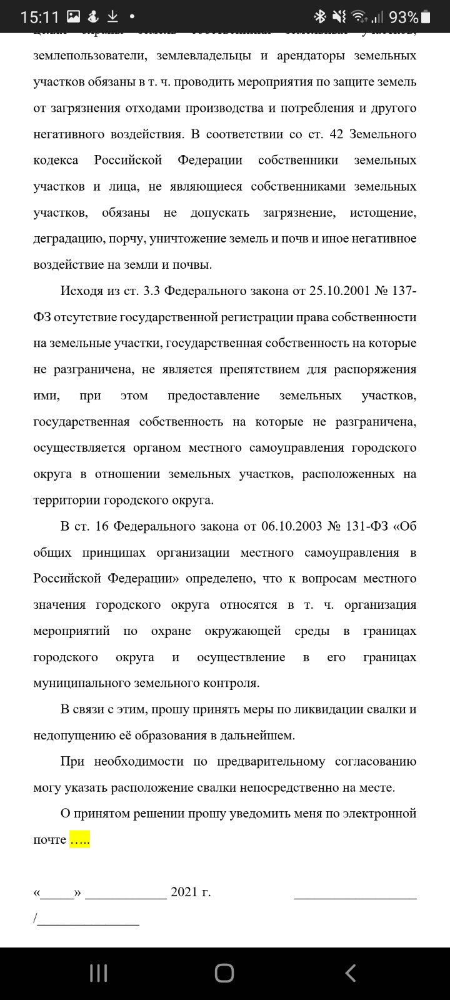 15:11
93%
землепользователи, землевладельцы и арендаторы земельных
участков обязаны в т. ч. проводить мероприятия по защите земель
от загрязнения отходами производства и потребления и другого
негативного воздействия. В соответствии со ст. 42 Земельного
кодекса Российской Федерации собственники земельных
участков и лица, не являющиеся собственниками земельных
участков, обязаны не допускать загрязнение, истощение,
деградацию, порчу, уничтожение земель и почв и иное негативное
воздействие на земли и почвы.
Исходя из ст. 3.3 Федерального закона от 25.10.2001 № 137-
ФЗ отсутствие государственной регистрации права собственности
на земельные участки, государственная собственность на которые
не разграничена, не является препятствием для распоряжения
ими, при этом предоставление земельных участков,
государственная собственность на которые не разграничена,
осуществляется органом местного самоуправления городского
округа в отношении земельных участков, расположенных на
территории городского округа.
В ст. 16 Федерального закона от 06.10.2003 № 131-ФЗ «Об
общих принципах организации местного самоуправления в
Российской Федерации» определено, что к вопросам местного
значения городского округа относятся в т. ч. организация
мероприятий по охране окружающей среды в границах
городского округа и осуществление в его границах
муниципального земельного контроля.
В связи с этим, прошу принять меры по ликвидации свалки и
недопущению её образования в дальнейшем.
При необходимости по предварительному согласованию
могу указать расположение свалки непосредственно на месте.
О принятом решении прошу уведомить меня по электронной
почте …..
«_____» ____________ 2021 г. __________________
/_______________